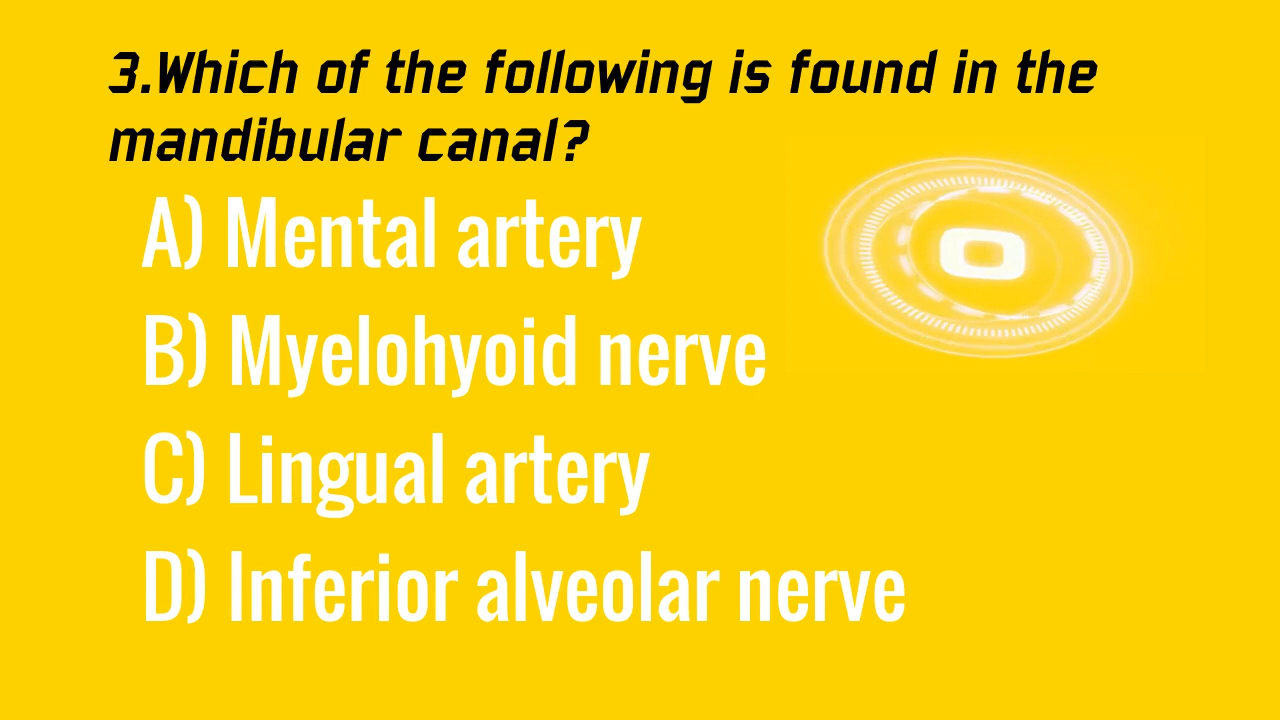 3.Which of the following is found in the
mandibular canal?
A) Mental artery
B) Myelohyoid nerve
C) Lingual artery
D) Inferior alveolar nerve